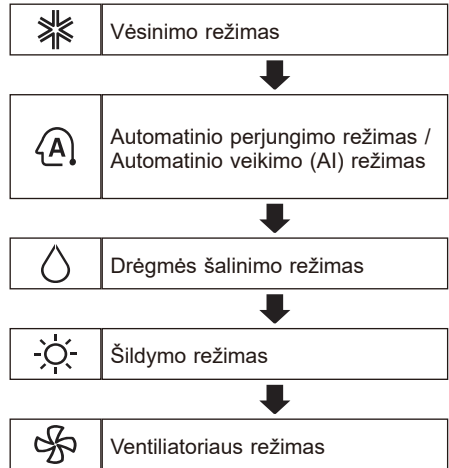 Vėsinimo režimas
A
Automatinio perjungimo režimas /
Automatinio veikimo (AI) režimas
Drėgmės šalinimo režimas
Šildymo režimas
Ventiliatoriaus režimas